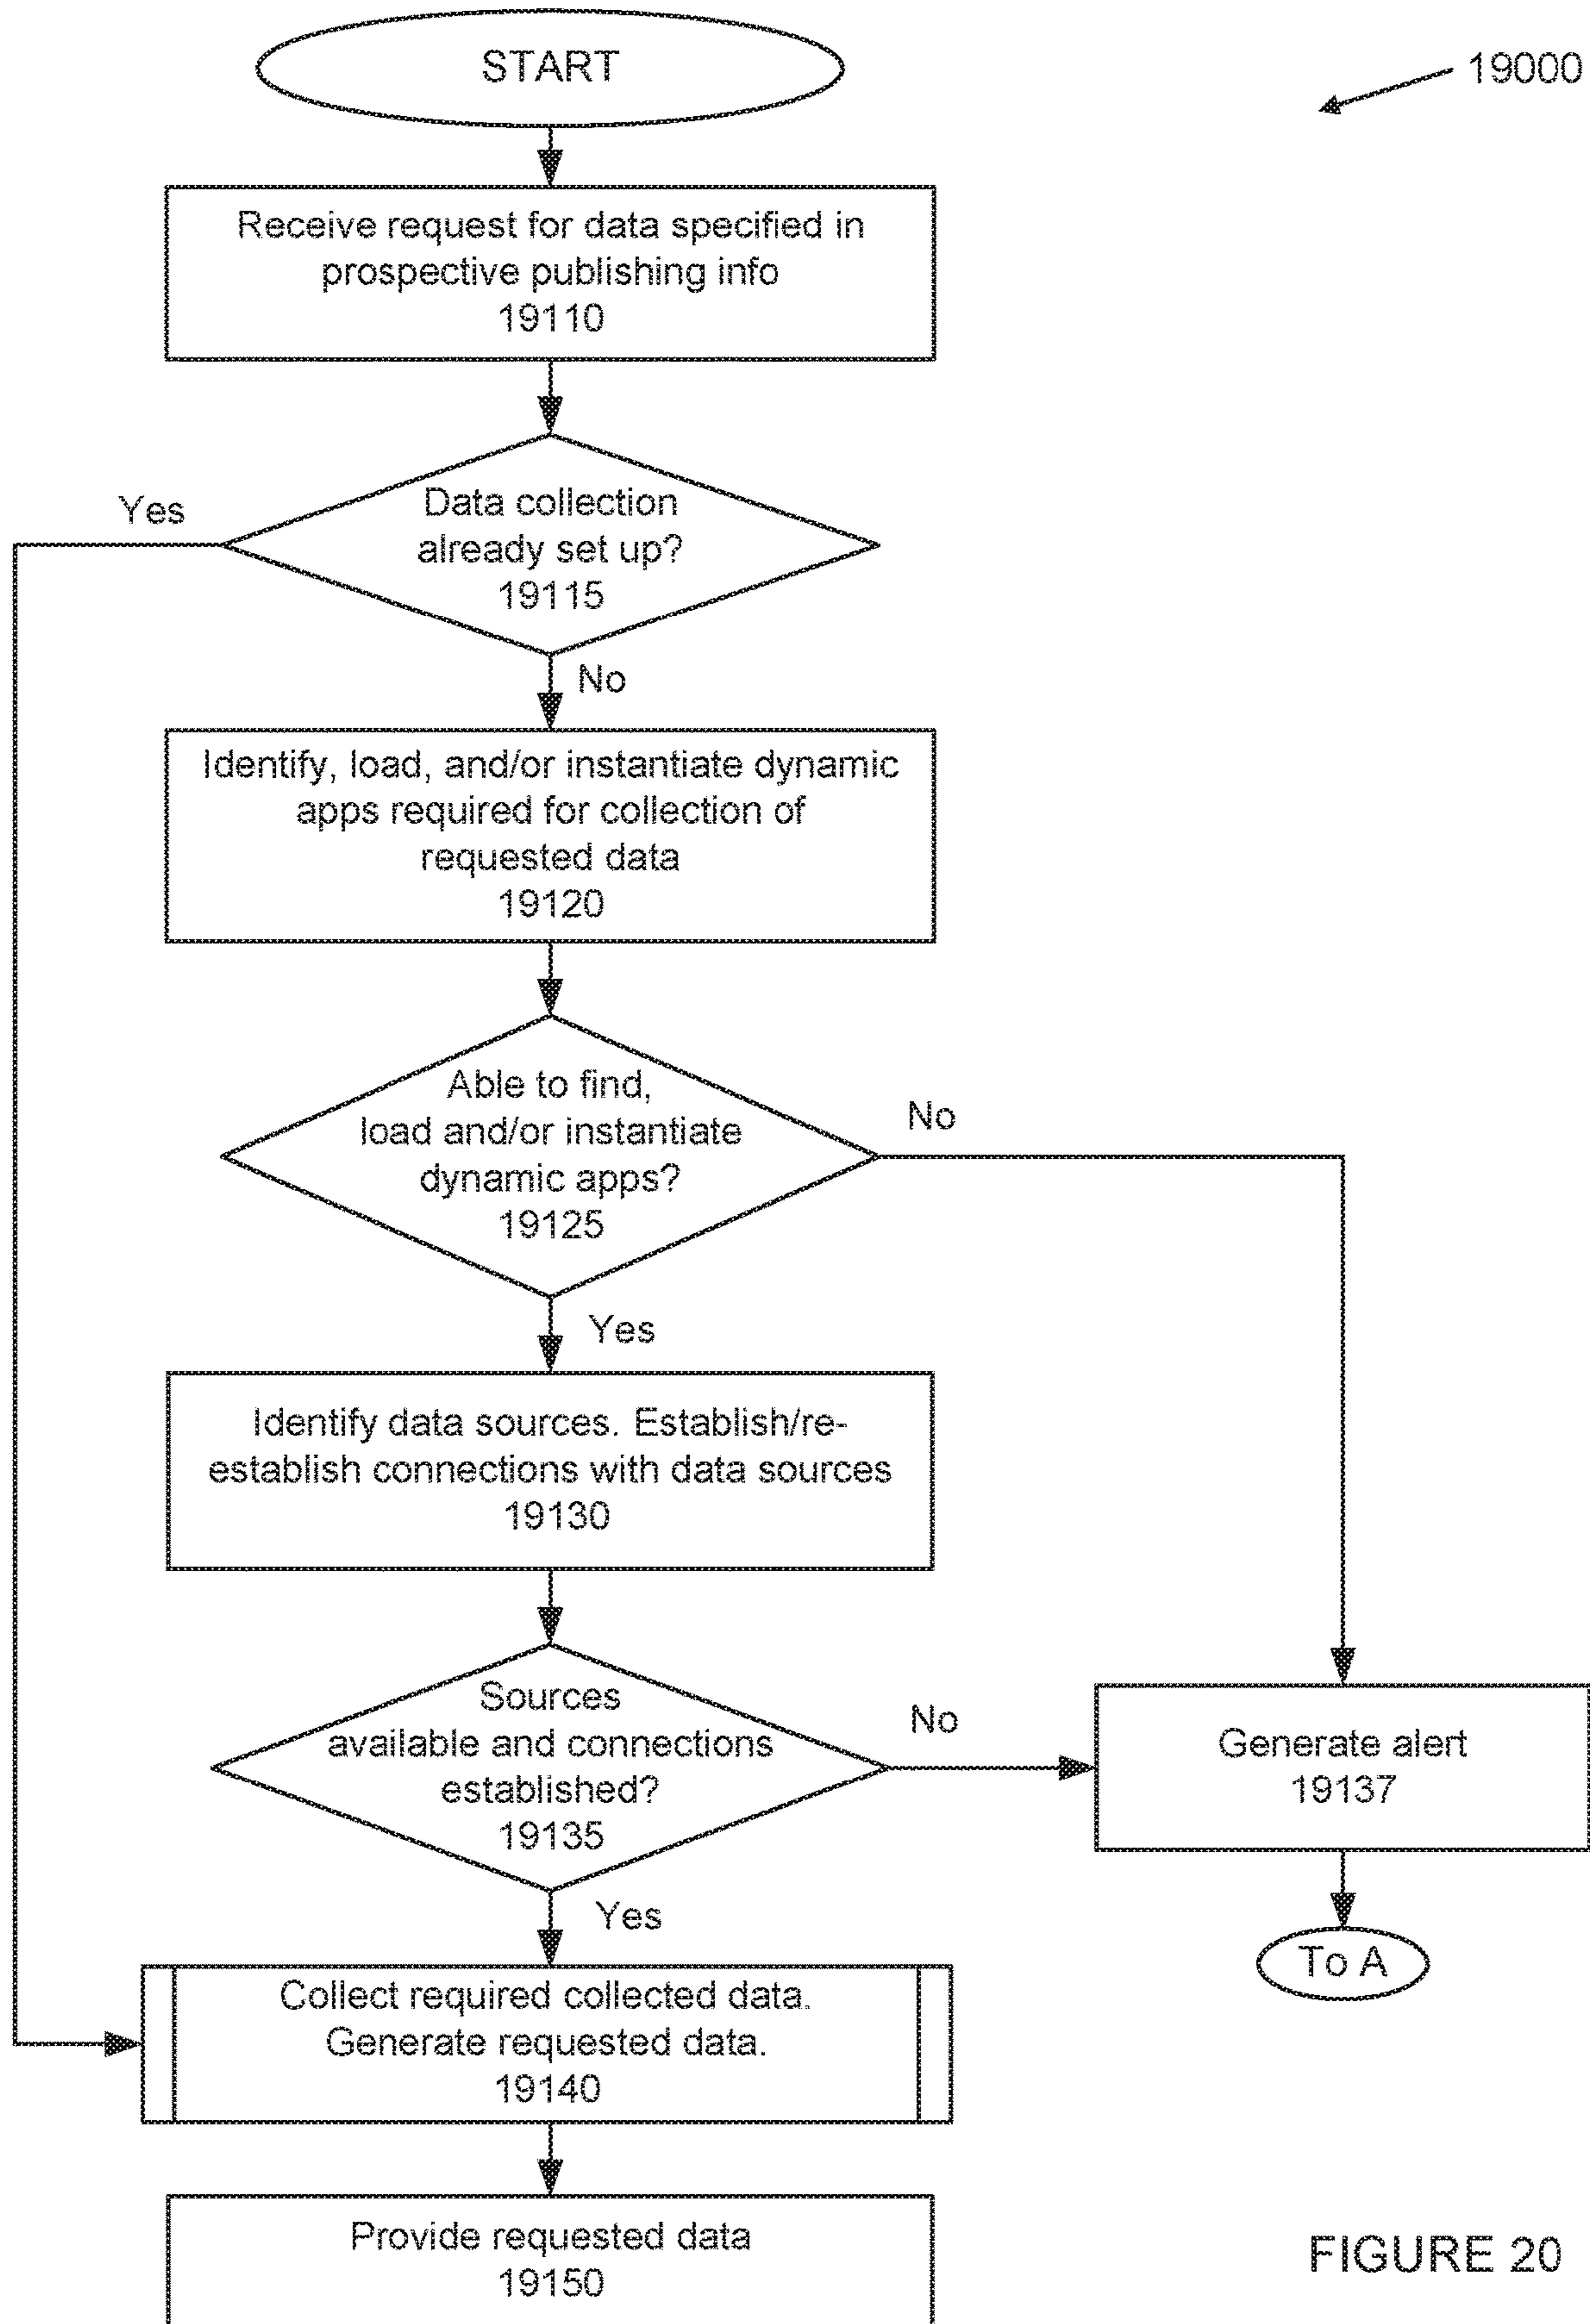 START
19000
Receive request for data specified in
prospective publishing info
19110
Yes
Data collection
already set up?
19115
No
Identify, load, and/or instantiate dynamic
apps required for collection of
requested data
19120
Able to find,
load and/or instantiate
dynamic apps?
19125
No
Yes
Identify data sources. Establish/re-
establish connections with data sources
19130
Sources
available and connections
established?
19135
No
Generate alert
19137
Yes
To A
Collect required collected data.
Generate requested data.
19140
Provide requested data
19150
FIGURE 20